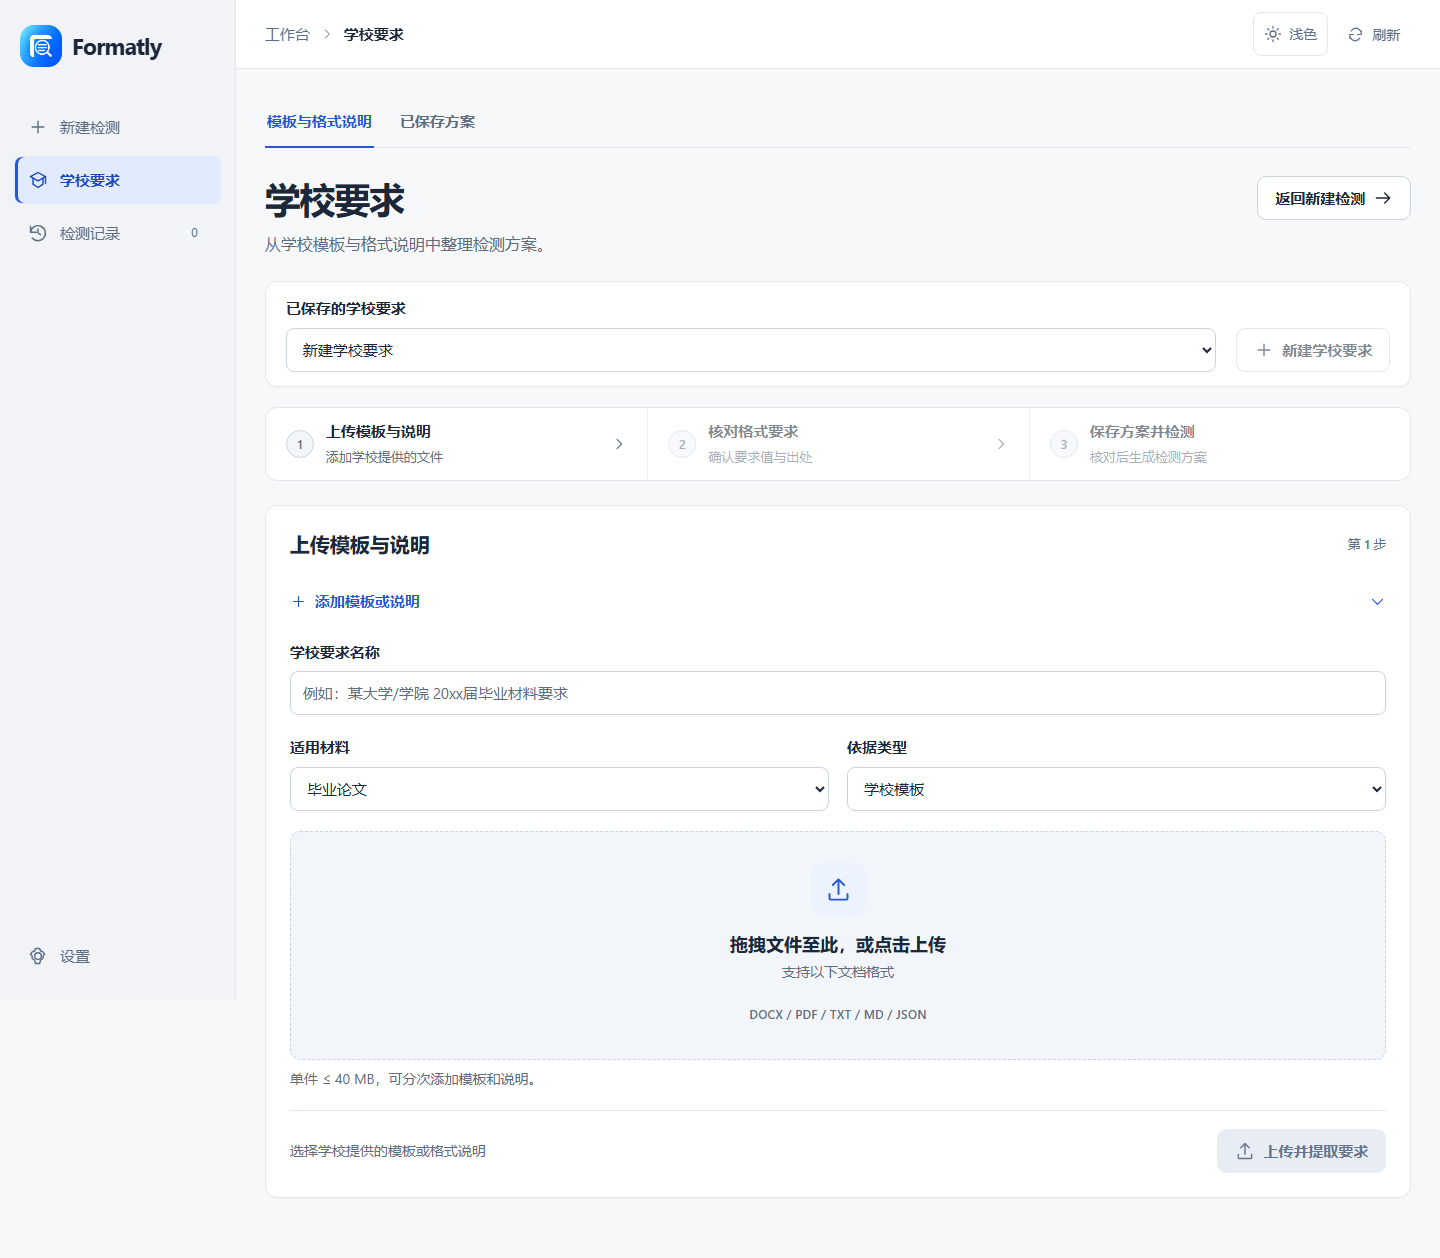 Formatly
工作台
学校要求
浅色
刷新
新建检测
学校要求
检测记录
0
设置
模板与格式说明
已保存方案
学校要求
从学校模板与格式说明中整理检测方案。
返回新建检测
已保存的学校要求
新建学校要求
新建学校要求
1
上传模板与说明
添加学校提供的文件
2
核对格式要求
确认要求值与出处
3
保存方案并检测
核对后生成检测方案
上传模板与说明
第 1 步
添加模板或说明
学校要求名称
例如：某大学/学院 20xx届毕业材料要求
适用材料
依据类型
毕业论文
学校模板
拖拽文件至此，或点击上传
支持以下文档格式
DOCX / PDF / TXT / MD / JSON
单件 ≤ 40 MB，可分次添加模板和说明。
选择学校提供的模板或格式说明
上传并提取要求